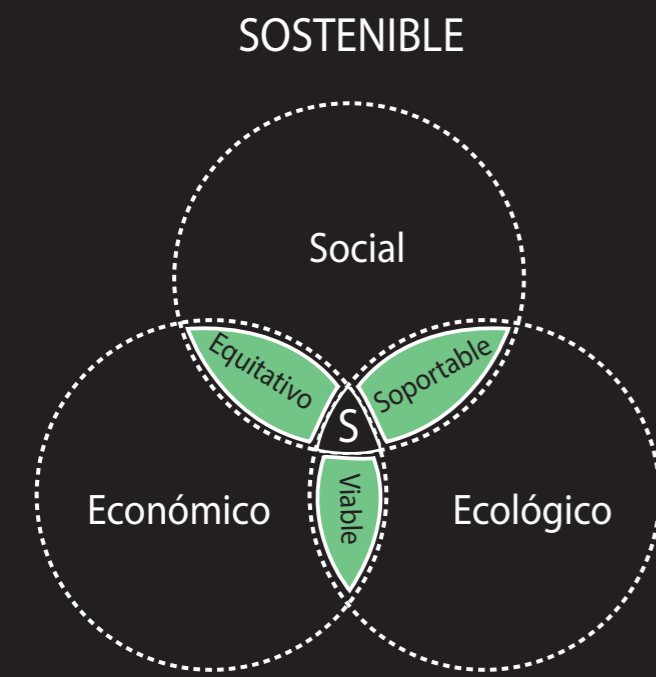 SOSTENIBLE
Social
Equitativo
Soportable
S
Económico
Viable
Ecológico